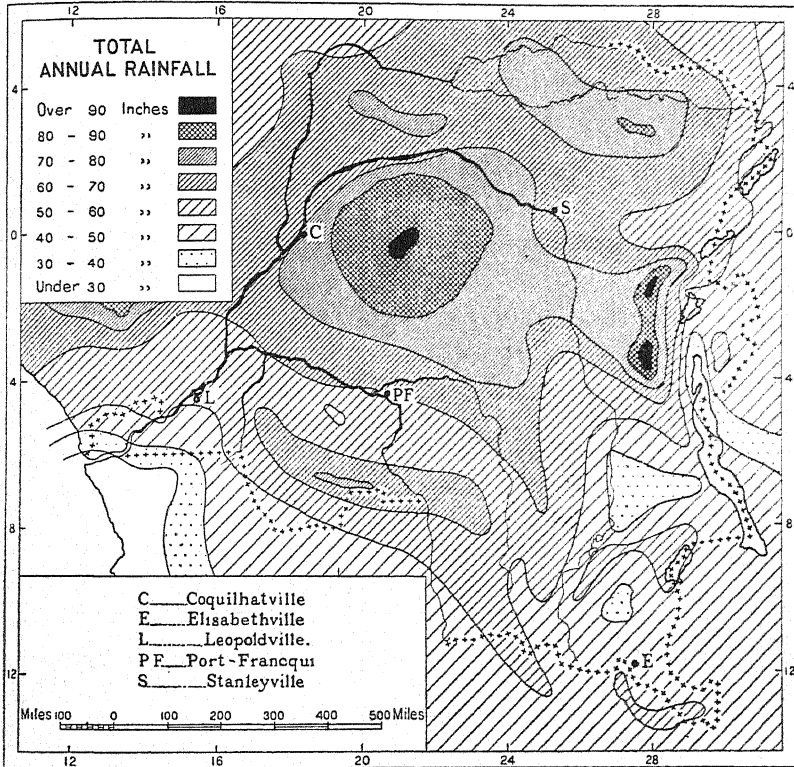 12 16 20 24 28
TOTAL
ANNUAL RAINFALL
Over 90 Inches
80 - 90 ,,
70 - 80 ,,
60 - 70 ,,
50 - 60 ,,
40 - 50 ,,
30 - 40 ,,
Under 30 ,,
4 4
S
0 C 0
4 L PF 4
8 8
C Coquilhatville
E Elisabethville
L Leopoldville.
PF Port-Francqui
S Stanleyville
12 E 12
Miles 100 0 100 200 300 400 500 Miles
12 16 20 24 28